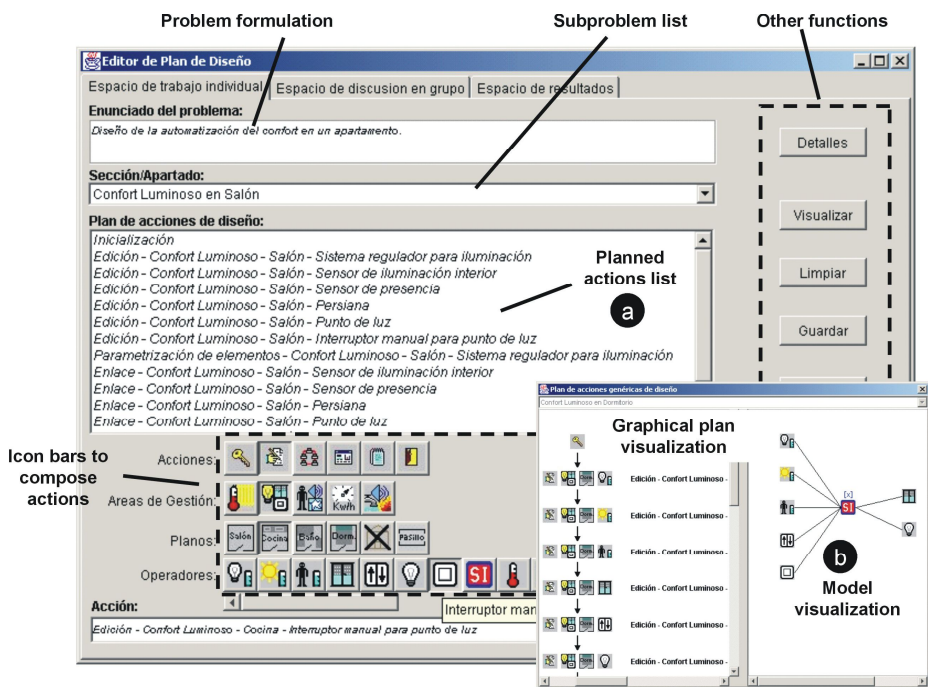 Problem formulation
Subproblem list
Other functions
Editor de Plan de Diseño
Espacio de trabajo individual
Espacio de discusion en grupo
Espacio de resultados
Enunciado del problema:
Diseño de la automatización del confort en un apartamento.
Sección/Apartado:
Confort Luminoso en Salón
Plan de acciones de diseño:
Inicialización
Edición - Confort Luminoso - Salón - Sistema regulador para iluminación
Edición - Confort Luminoso - Salón - Sensor de iluminación interior
Edición - Confort Luminoso - Salón - Sensor de presencia
Edición - Confort Luminoso - Salón - Persiana
Edición - Confort Luminoso - Salón - Punto de luz
Edición - Confort Luminoso - Salón - Interruptor manual para punto de luz
Parametrización de elementos - Confort Luminoso - Salón - Sistema regulador para iluminación
Enlace - Confort Luminoso - Salón - Sensor de iluminación interior
Enlace - Confort Luminoso - Salón - Sensor de presencia
Enlace - Confort Luminoso - Salón - Persiana
Enlace - Confort Luminoso - Salón - Punto de luz
Planned
actions list
a
Detalles
Visualizar
Limpiar
Guardar
Icon bars to
compose
actions
Acciones:
Areas de Gestión:
Kw/h
Planos:
Salón
Cocina
Baño
Dorm.
Pasillo
Operadores:
SI
Interruptor man
Acción:
Edición - Confort Luminoso - Cocina - Interruptor manual para punto de luz
Plan de acciones genéricas de diseño
Confort Luminoso en Dormitorio
Graphical plan
visualization
Dorm. Edición - Confort Luminoso -
Dorm. Edición - Confort Luminoso -
Dorm. Edición - Confort Luminoso -
Dorm. Edición - Confort Luminoso -
Dorm. Edición - Confort Luminoso -
Dorm. Edición - Confort Luminoso -
[x]
SI
b
Model
visualization